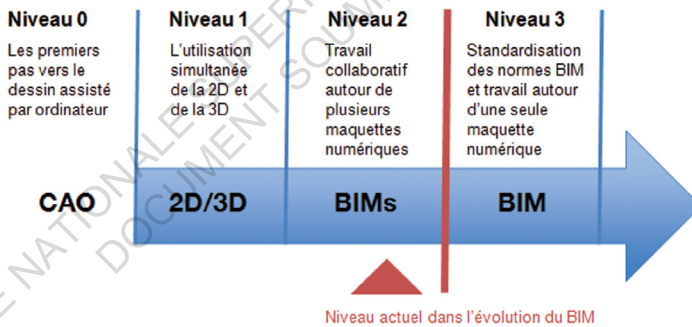 Niveau 0
Les premiers
pas vers le
dessin assisté
par ordinateur
Niveau 1
L'utilisation
simultanée
de la 2D et
de la 3D
Niveau 2
Travail
collaboratif
autour de
plusieurs
maquettes
numériques
Niveau 3
Standardisation
des normes BIM
et travail autour
d'une seule
maquette
numérique
CAO
2D/3D
BIMs
BIM
Niveau actuel dans l'évolution du BIM